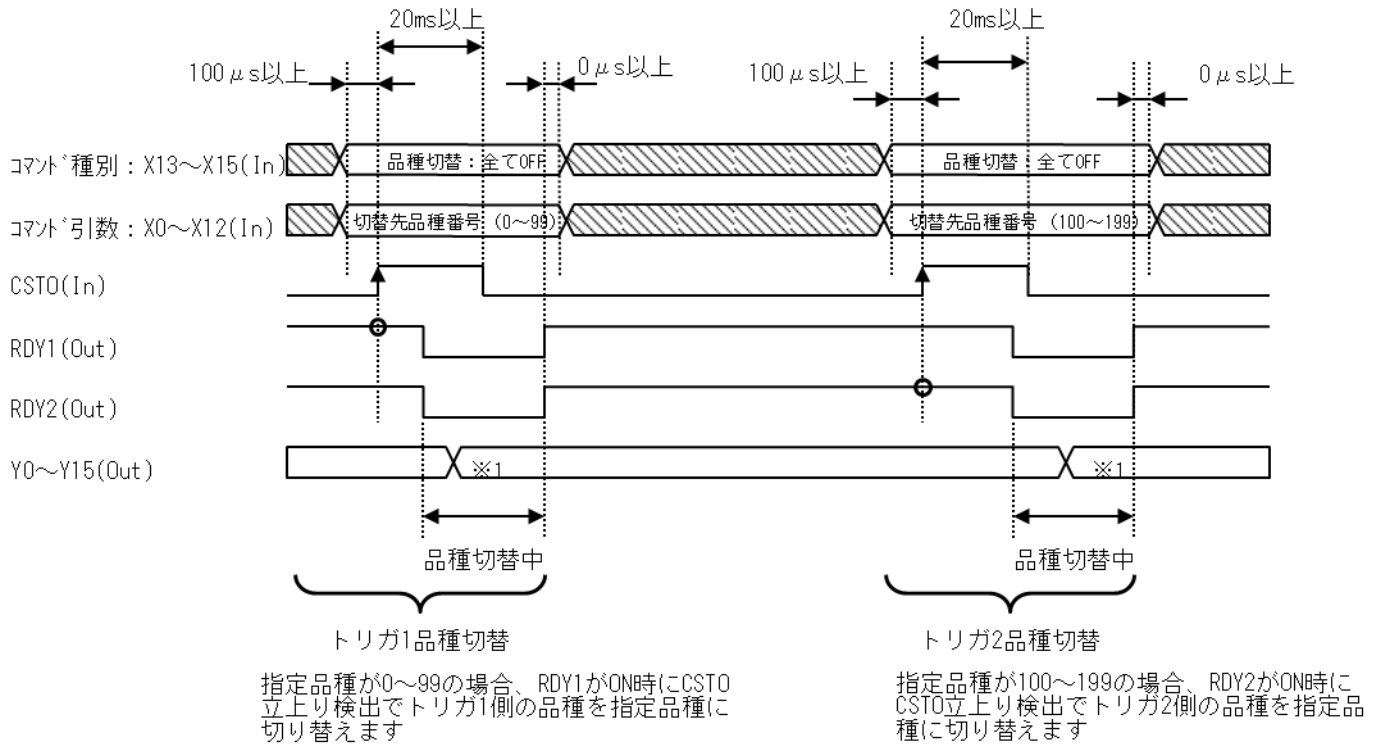 20ms以上
20ms以上
100μs以上
0μs以上
100μs以上
0μs以上
コマンド種別：X13～X15(In)
品種切替：全てOFF
品種切替：全てOFF
コマンド引数：X0～X12(In)
切替先品種番号（0～99）
切替先品種番号（100～199）
CSTO(In)
RDY1(Out)
RDY2(Out)
Y0～Y15(Out)
※1
※1
品種切替中
品種切替中
トリガ1品種切替
トリガ2品種切替
指定品種が0～99の場合、RDY1がON時にCSTO
立上り検出でトリガ1側の品種を指定品種に
切り替えます
指定品種が100～199の場合、RDY2がON時に
CSTO立上り検出でトリガ2側の品種を指定品
種に切り替えます